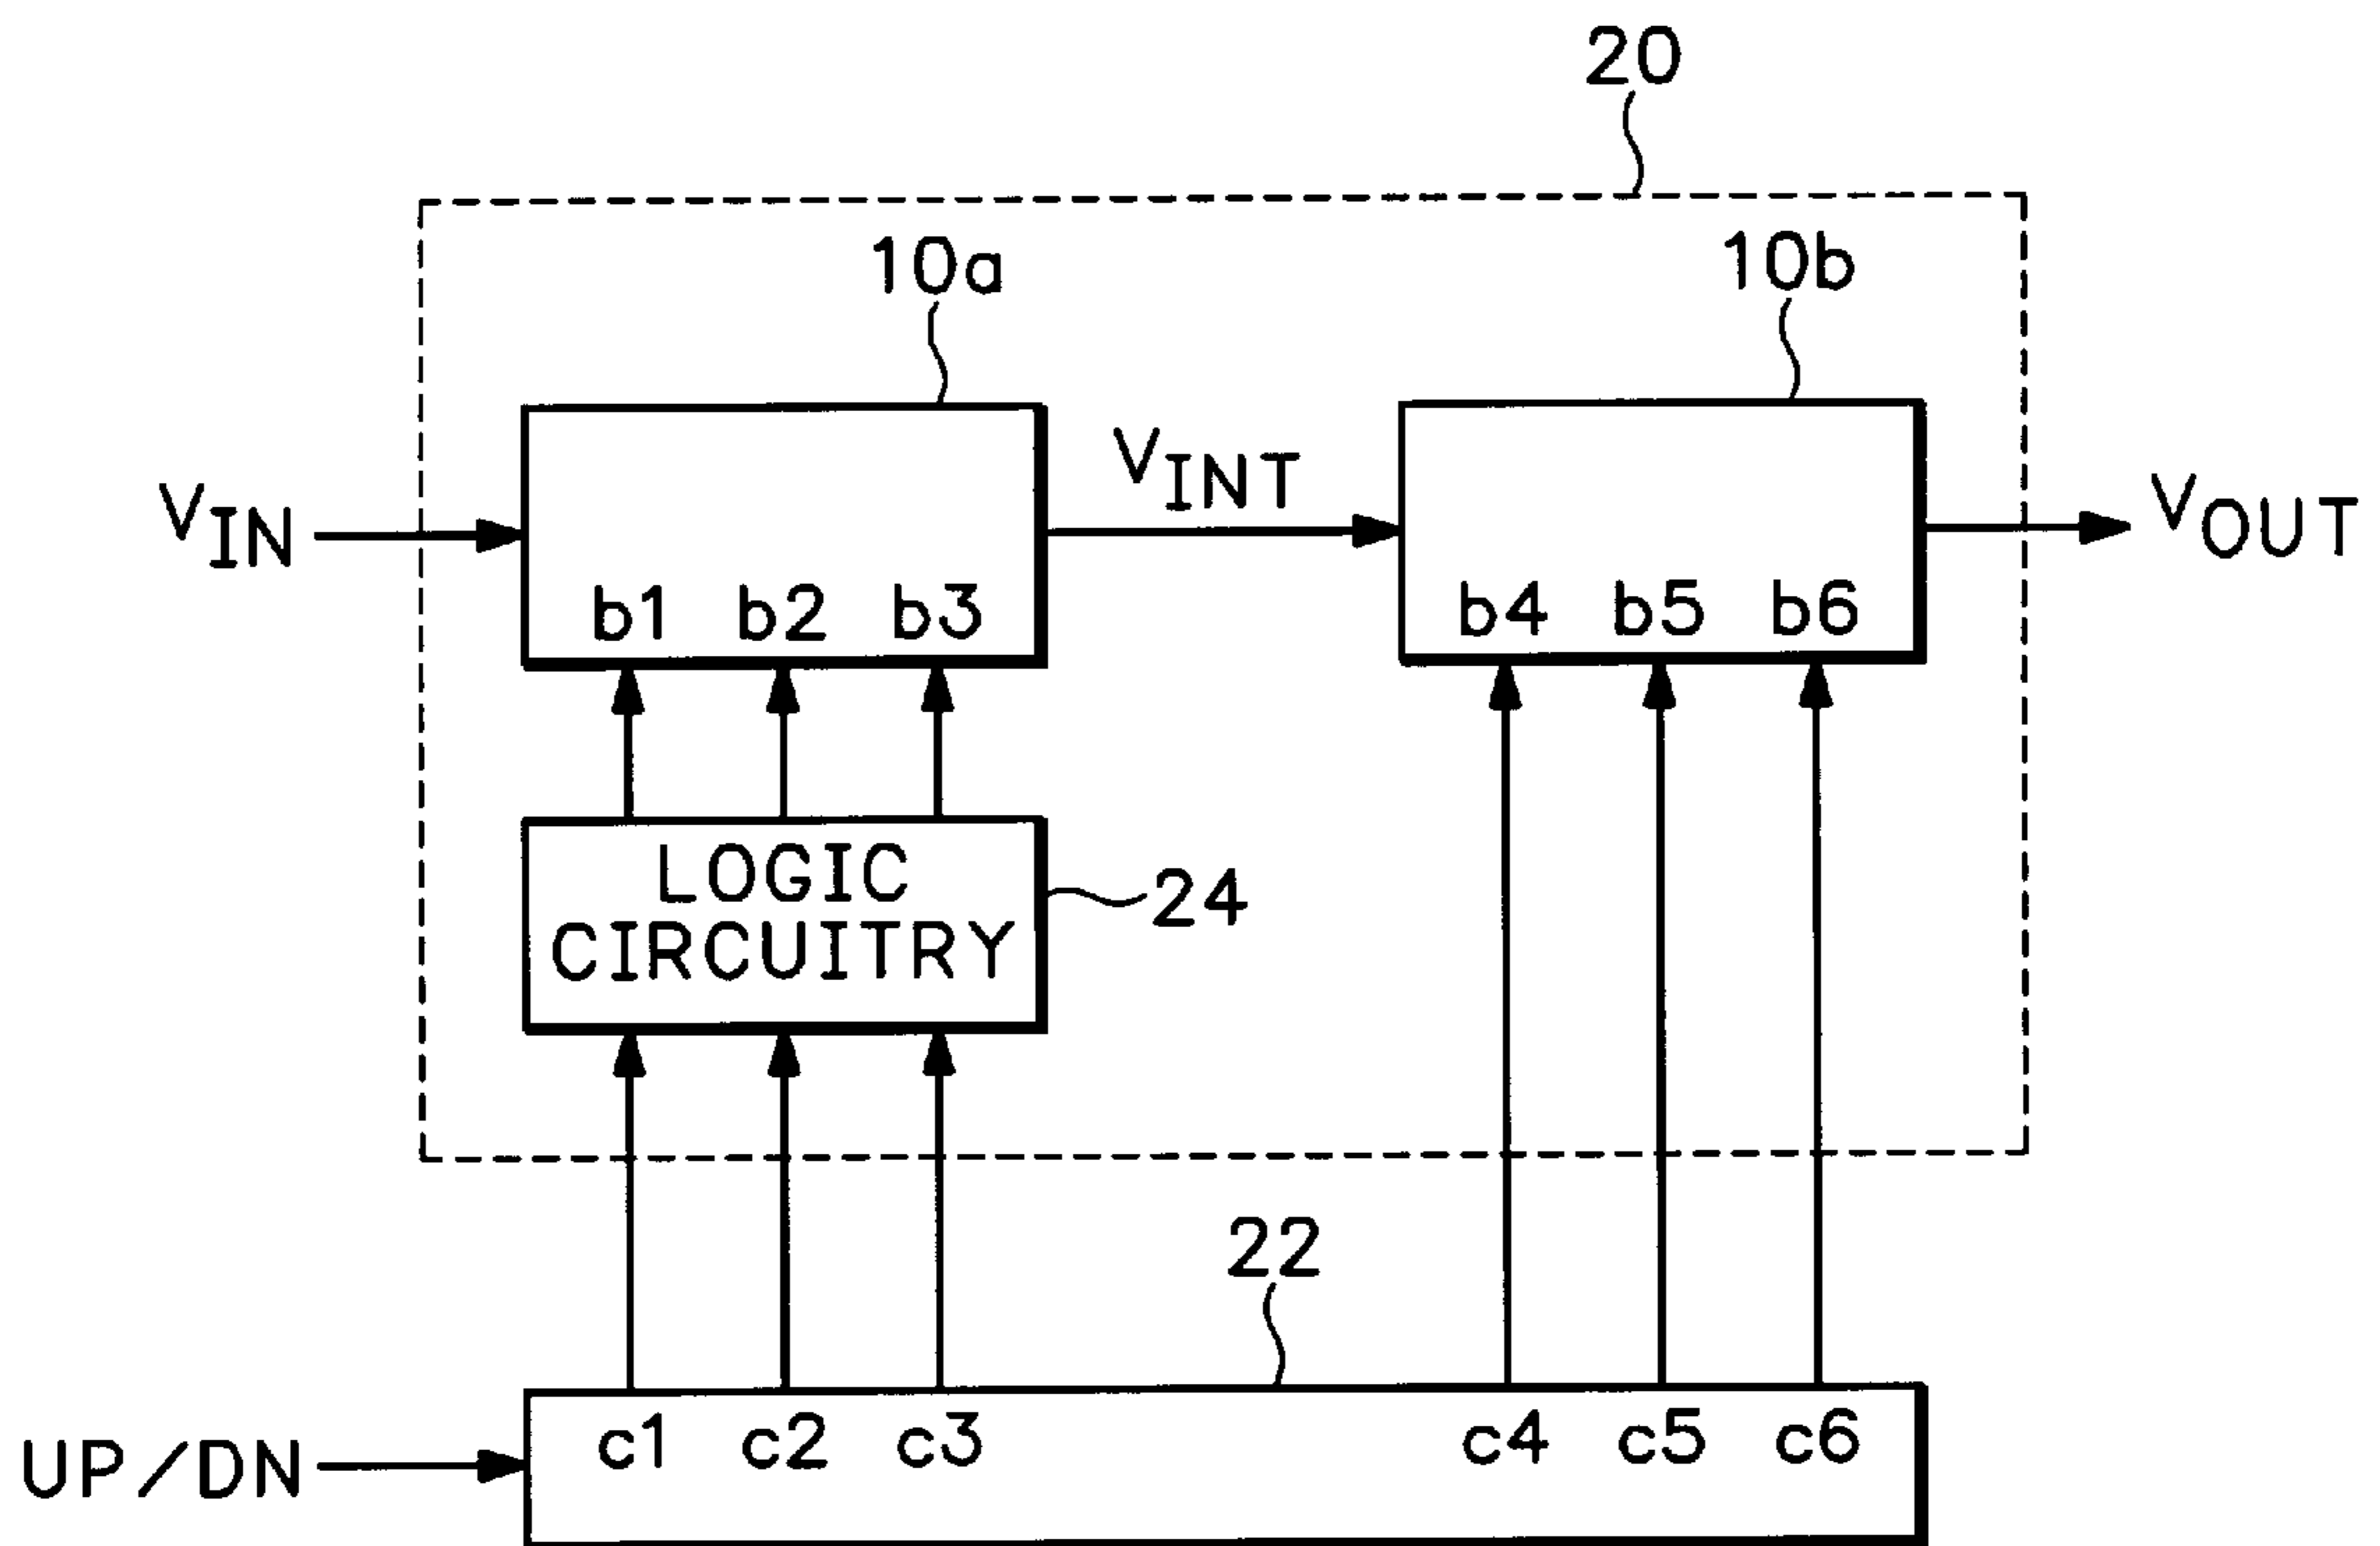 20
10a
10b
VIN
VINT
VOUT
b1 b2 b3
b4 b5 b6
LOGIC
CIRCUITRY
24
22
UP/DN
c1 c2 c3
c4 c5 c6